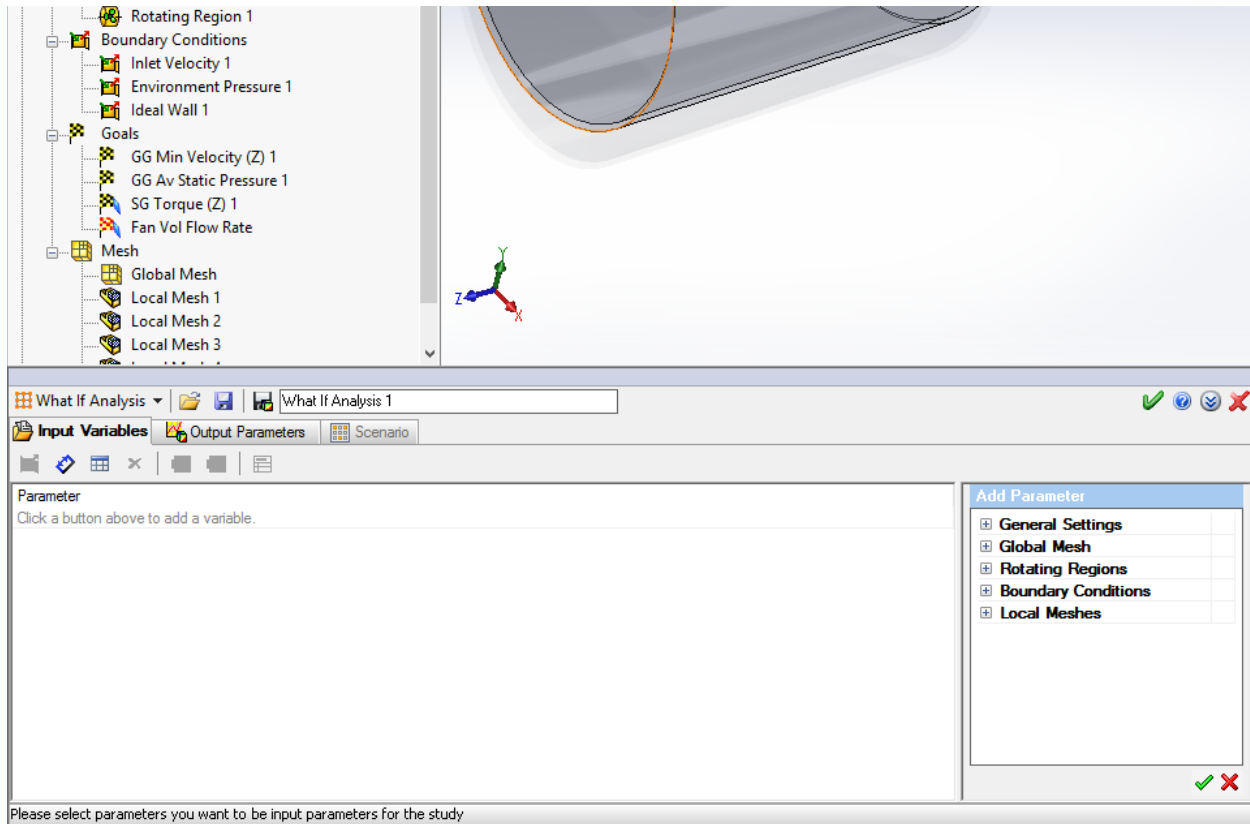 Rotating Region 1
Boundary Conditions
Inlet Velocity 1
Environment Pressure 1
Ideal Wall 1
Goals
GG Min Velocity (Z) 1
GG Av Static Pressure 1
SG Torque (Z) 1
Fan Vol Flow Rate
Mesh
Global Mesh
Local Mesh 1
Local Mesh 2
Local Mesh 3
Y
Z
X
What If Analysis
What If Analysis 1
Input Variables
Output Parameters
Scenario
Parameter
Click a button above to add a variable.
Add Parameter
General Settings
Global Mesh
Rotating Regions
Boundary Conditions
Local Meshes
Please select parameters you want to be input parameters for the study